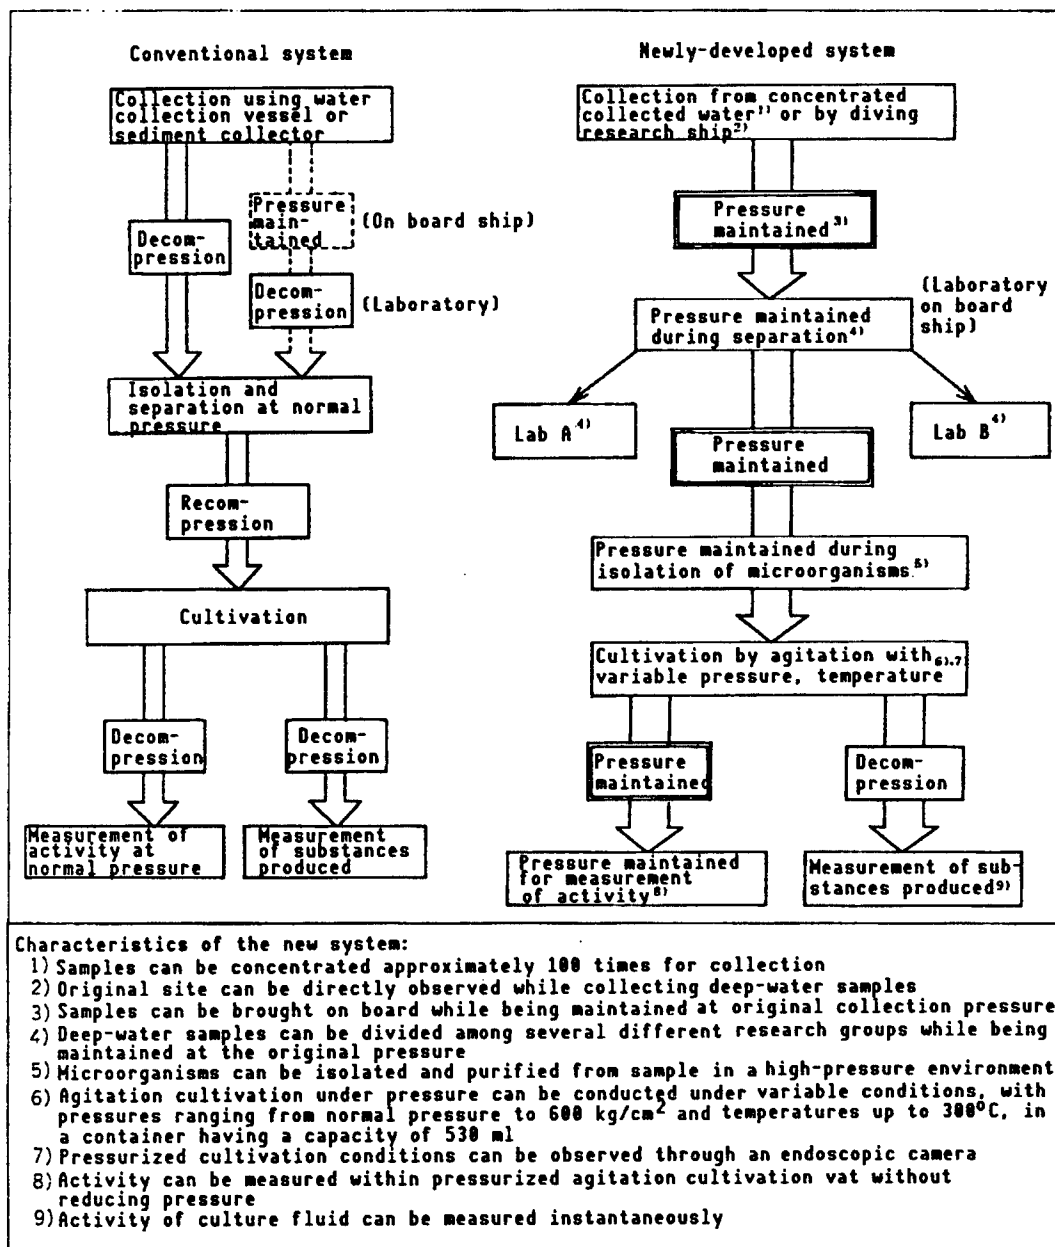 Conventional system
Collection using water
collection vessel or
sediment collector
Pressure
main-
tained
(On board ship)
Decom-
pression
Decom-
pression
(Laboratory)
Isolation and
separation at normal
pressure
Recom-
pression
Cultivation
Decom-
pression
Decom-
pression
Measurement of
activity at
normal pressure
Measurement
of substances
produced
Newly-developed system
Collection from concentrated
collected water1) or by diving
research ship2)
Pressure
maintained3)
(Laboratory
on board
ship)
Pressure maintained
during separation4)
Lab A4)
Lab B4)
Pressure
maintained
Pressure maintained during
isolation of microorganisms.5)
Cultivation by agitation with6),7)
variable pressure, temperature
Pressure
maintained
Decom-
pression
Pressure maintained
for measurement
of activity8)
Measurement of sub-
stances produced9)
Characteristics of the new system:
1) Samples can be concentrated approximately 100 times for collection
2) Original site can be directly observed while collecting deep-water samples
3) Samples can be brought on board while being maintained at original collection pressure
4) Deep-water samples can be divided among several different research groups while being
maintained at the original pressure
5) Microorganisms can be isolated and purified from sample in a high-pressure environment
6) Agitation cultivation under pressure can be conducted under variable conditions, with
pressures ranging from normal pressure to 600 kg/cm2 and temperatures up to 300°C, in
a container having a capacity of 530 ml
7) Pressurized cultivation conditions can be observed through an endoscopic camera
8) Activity can be measured within pressurized agitation cultivation vat without
reducing pressure
9) Activity of culture fluid can be measured instantaneously